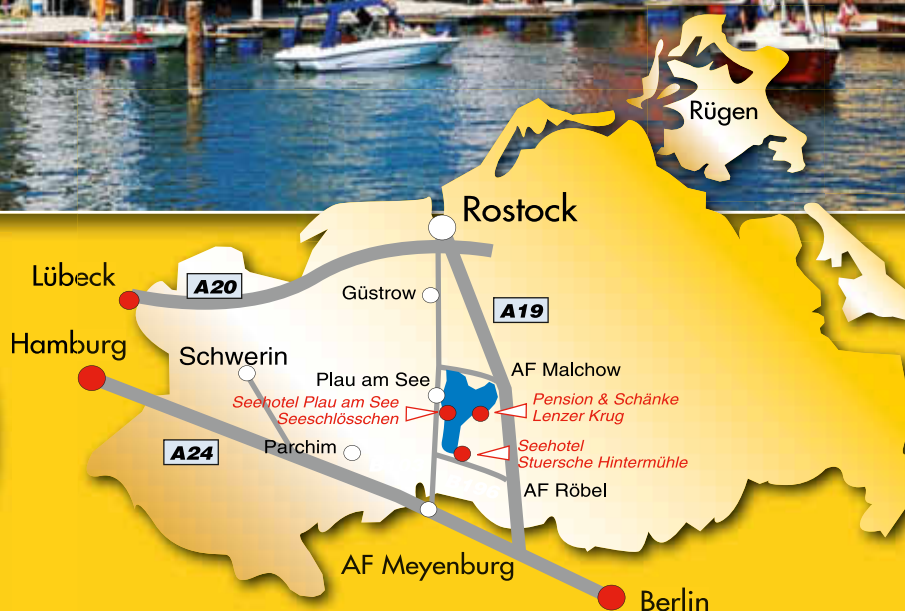 Rügen
Rostock
Lübeck
A20
Güstrow
A19
Hamburg
Schwerin
AF Malchow
Plau am See
Seehotel Plau am See
Seeschlösschen
Pension & Schänke
Lenzer Krug
A24
Parchim
Seehotel
Stuersche Hintermühle
AF Röbel
AF Meyenburg
Berlin